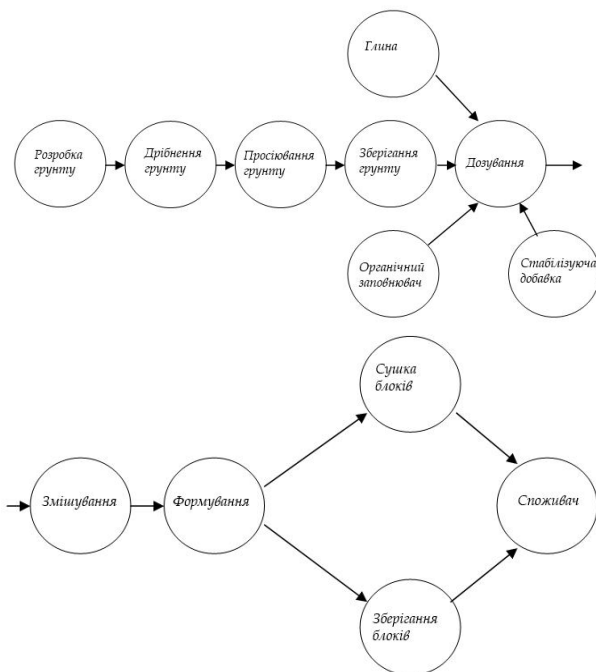 Глина
Розробка
грунту
Дрібнення
грунту
Просіювання
грунту
Зберігання
грунту
Дозування
Органічний
заповнювач
Стабілізуюча
добавка
Сушка
блоків
Змішування
Формування
Споживач
Зберігання
блоків